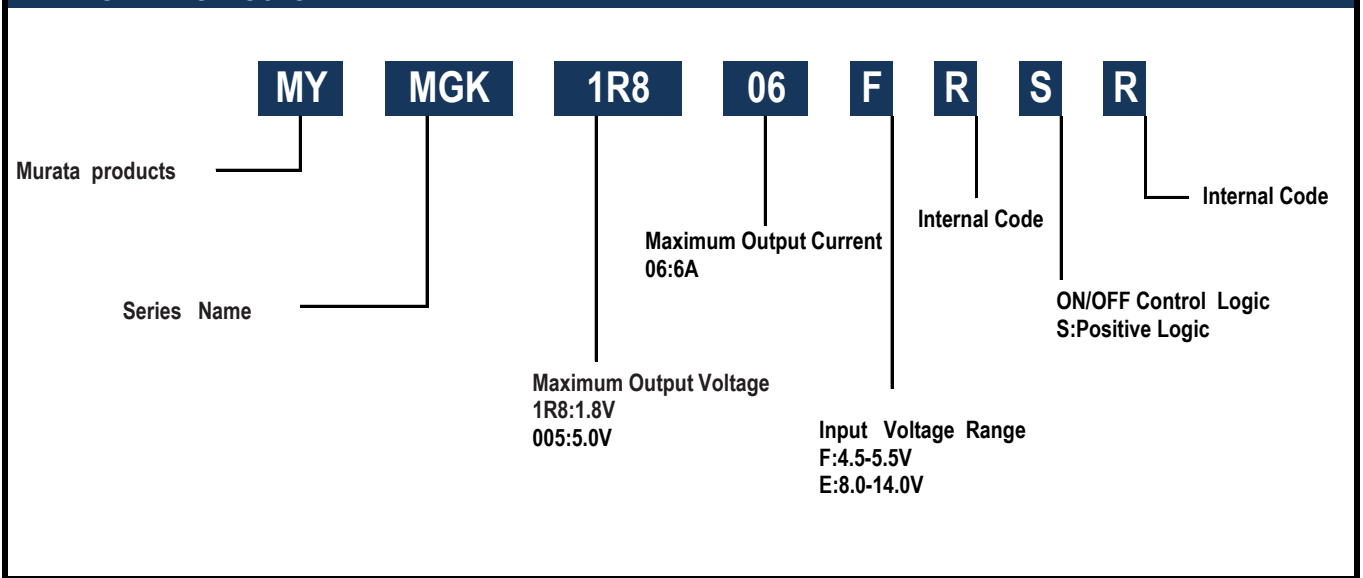 MY MGK 1R8 06 F R S R
Murata products
Internal Code
Internal Code
Maximum Output Current
06:6A
Series Name
ON/OFF Control Logic
S:Positive Logic
Maximum Output Voltage
1R8:1.8V
005:5.0V
Input Voltage Range
F:4.5-5.5V
E:8.0-14.0V